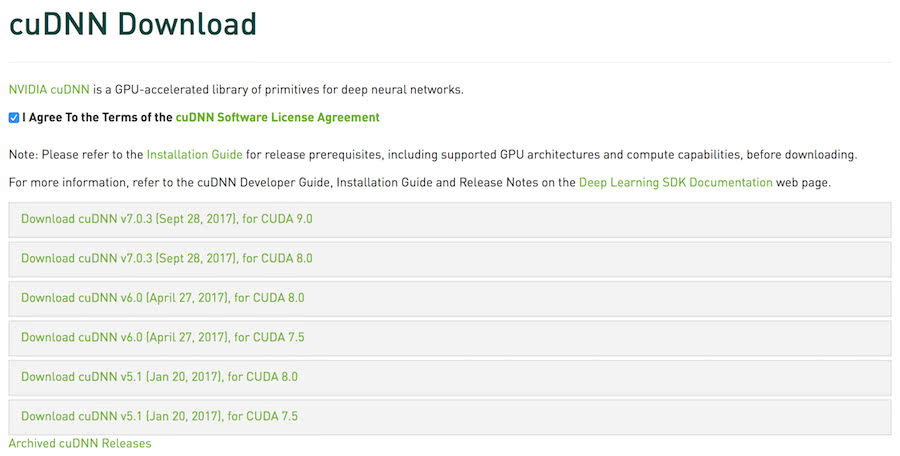 cuDNN Download
NVIDIA cuDNN is a GPU-accelerated library of primitives for deep neural networks.
I Agree To the Terms of the cuDNN Software License Agreement
Note: Please refer to the Installation Guide for release prerequisites, including supported GPU architectures and compute capabilities, before downloading.
For more information, refer to the cuDNN Developer Guide, Installation Guide and Release Notes on the Deep Learning SDK Documentation web page.
Download cuDNN v7.0.3 (Sept 28, 2017), for CUDA 9.0
Download cuDNN v7.0.3 (Sept 28, 2017), for CUDA 8.0
Download cuDNN v6.0 (April 27, 2017), for CUDA 8.0
Download cuDNN v6.0 (April 27, 2017), for CUDA 7.5
Download cuDNN v5.1 (Jan 20, 2017), for CUDA 8.0
Download cuDNN v5.1 (Jan 20, 2017), for CUDA 7.5
Archived cuDNN Releases